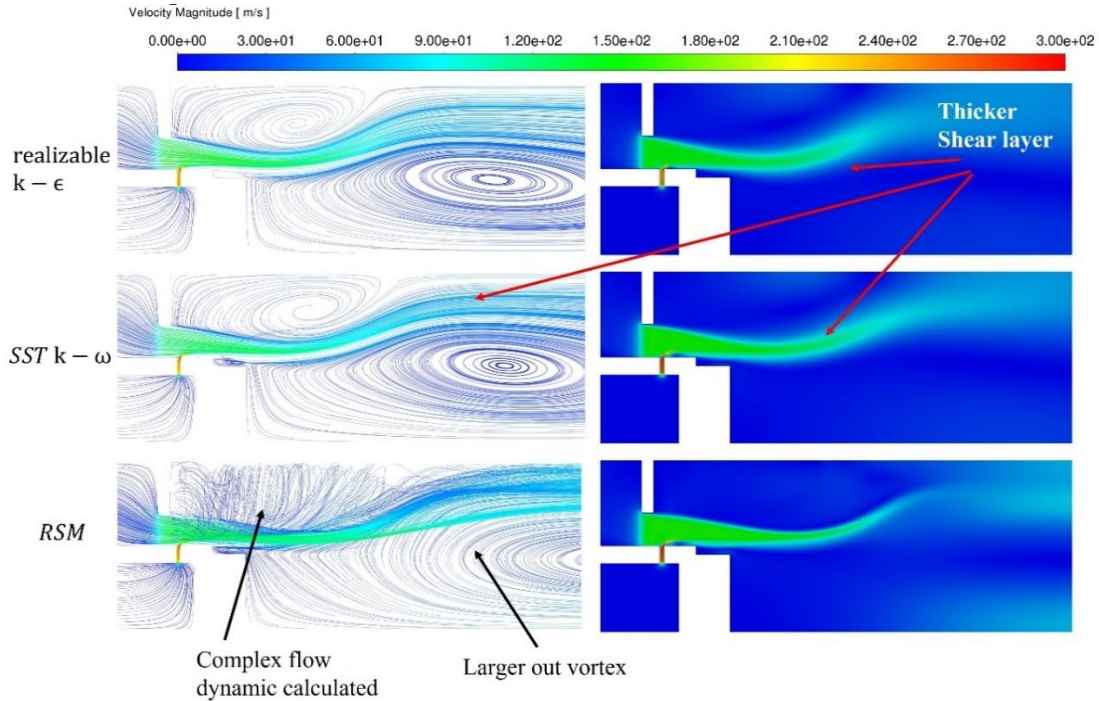 Velocity Magnitude [ m/s ]
0.00e+00 3.00e+01 6.00e+01 9.00e+01 1.20e+02 1.50e+02 1.80e+02 2.10e+02 2.40e+02 2.70e+02 3.00e+02
realizable
k − ϵ
Thicker
Shear layer
SST k − ω
RSM
Complex flow
dynamic calculated
Larger out vortex